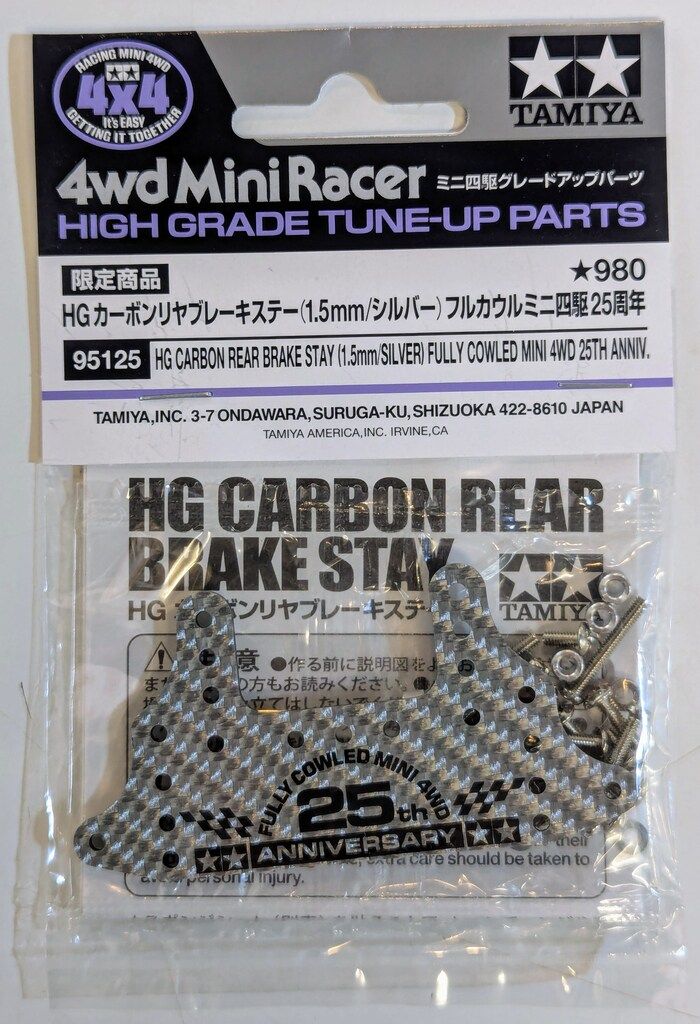 RACING MINI 4WD
4x4
It's EASY
GETTING IT TOGETHER
TAMIYA
4wd Mini Racer ミニ四駆グレードアップパーツ
HIGH GRADE TUNE-UP PARTS
限定商品
★980
HGカーボンリヤブレーキステー(1.5mm/シルバー)フルカウルミニ四駆25周年
95125 HG CARBON REAR BRAKE STAY (1.5mm/SILVER) FULLY COWLED MINI 4WD 25TH ANNIV.
TAMIYA,INC. 3-7 ONDAWARA,SURUGA-KU,SHIZUOKA 422-8610 JAPAN
TAMIYA AMERICA,INC. IRVINE,CA
HG CARBON REAR
BRAKE STAY
TAMIYA
HG ボンリヤブレーキステ
意 ●作る前に説明図を
の方もお読みください。
FULLY COWLED MINI 4WD
25th
ANNIVERSARY
their
extra care should be taken to
personal injury.